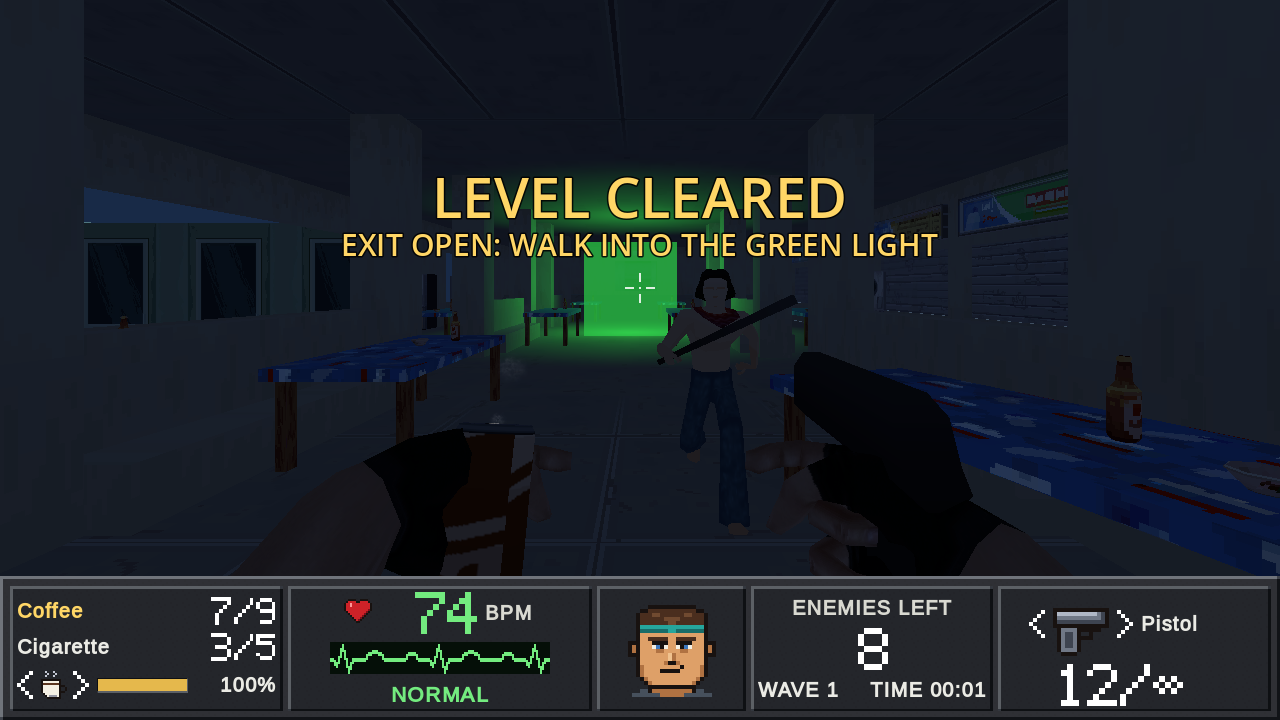 LEVEL CLEARED
EXIT OPEN: WALK INTO THE GREEN LIGHT
Coffee 7/9
Cigarette 3/5
100%
74 BPM
NORMAL
ENEMIES LEFT
8
WAVE 1 TIME 00:01
Pistol
12/∞